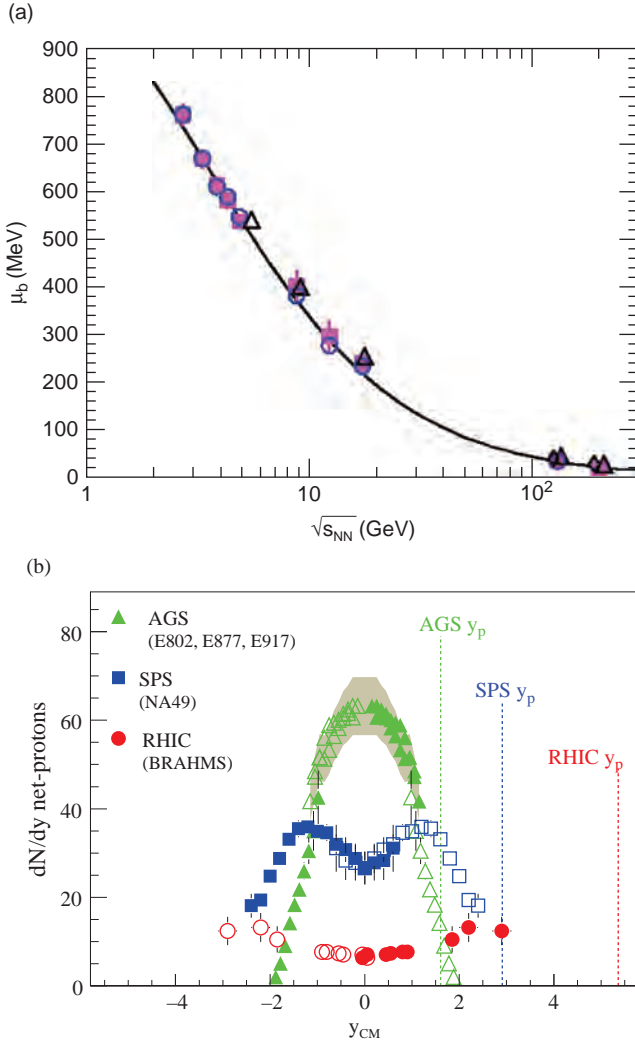 (a)
900
800
700
600
500
400
300
200
100
0
μb (MeV)
1 10 10²
√sNN (GeV)
(b)
80
60
40
20
0
dN/dy net-protons
AGS
(E802, E877, E917)
SPS
(NA49)
RHIC
(BRAHMS)
AGS yp
SPS yp
RHIC yp
−4 −2 0 2 4
yCM